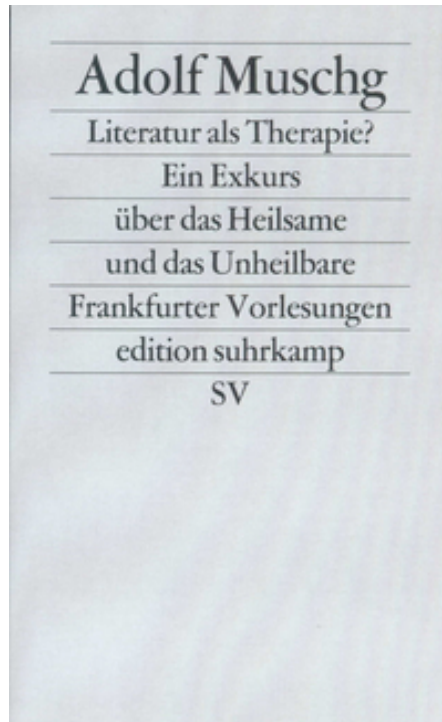 Adolf Muschg
Literatur als Therapie?
Ein Exkurs
über das Heilsame
und das Unheilbare
Frankfurter Vorlesungen
edition suhrkamp
SV